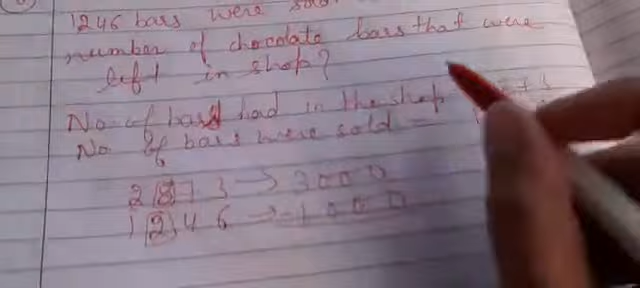 1246 bars were sold
number of chocolate bars that were
left in shop?
No of bars had in the shop
No of bars were sold -
2873 → 3000
1246 → -1000